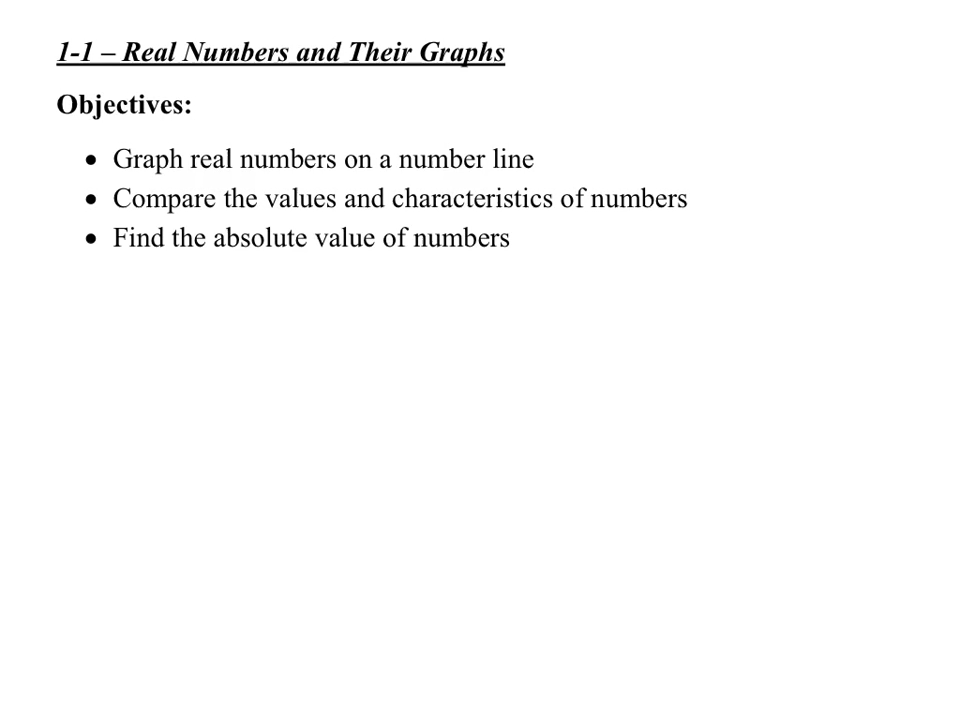 1-1 – Real Numbers and Their Graphs
Objectives:
• Graph real numbers on a number line
• Compare the values and characteristics of numbers
• Find the absolute value of numbers